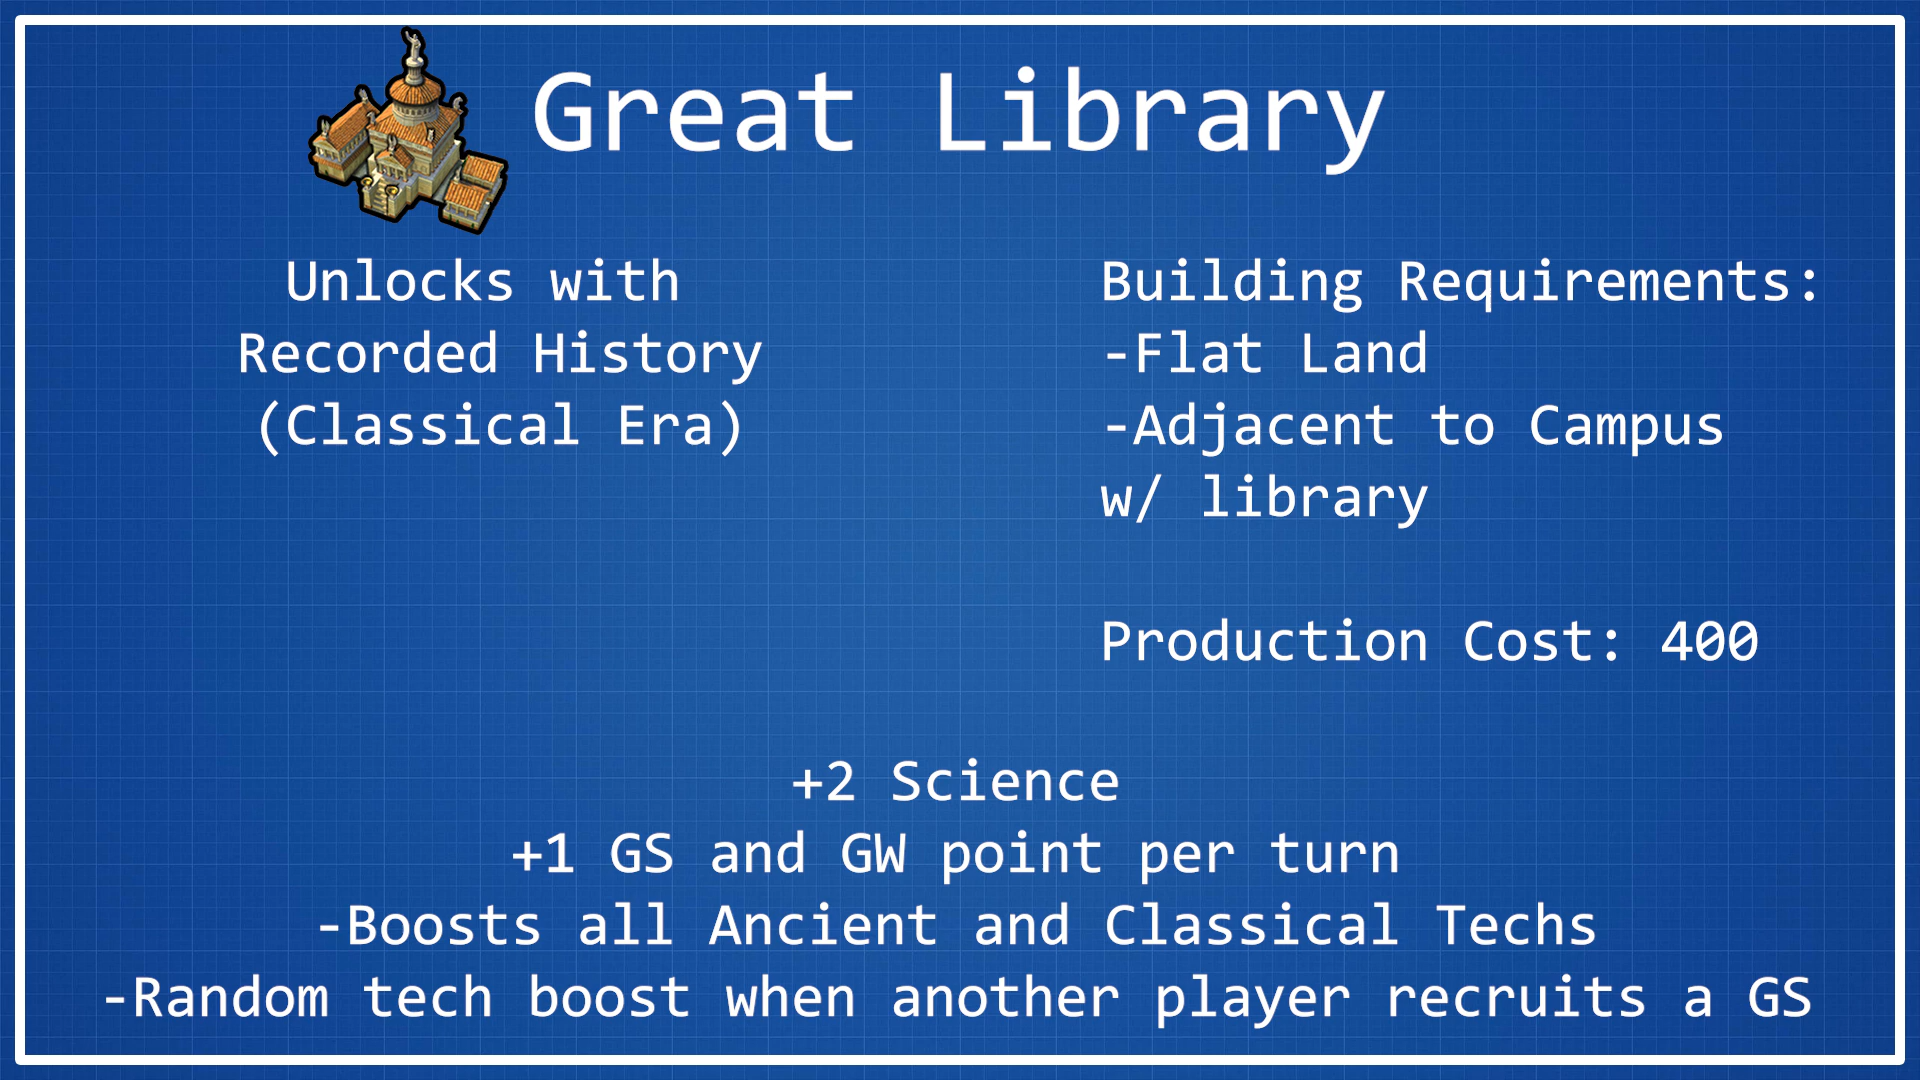 Great Library
Unlocks with
Recorded History
(Classical Era)
Building Requirements:
-Flat Land
-Adjacent to Campus
w/ library
Production Cost: 400
+2 Science
+1 GS and GW point per turn
-Boosts all Ancient and Classical Techs
-Random tech boost when another player recruits a GS